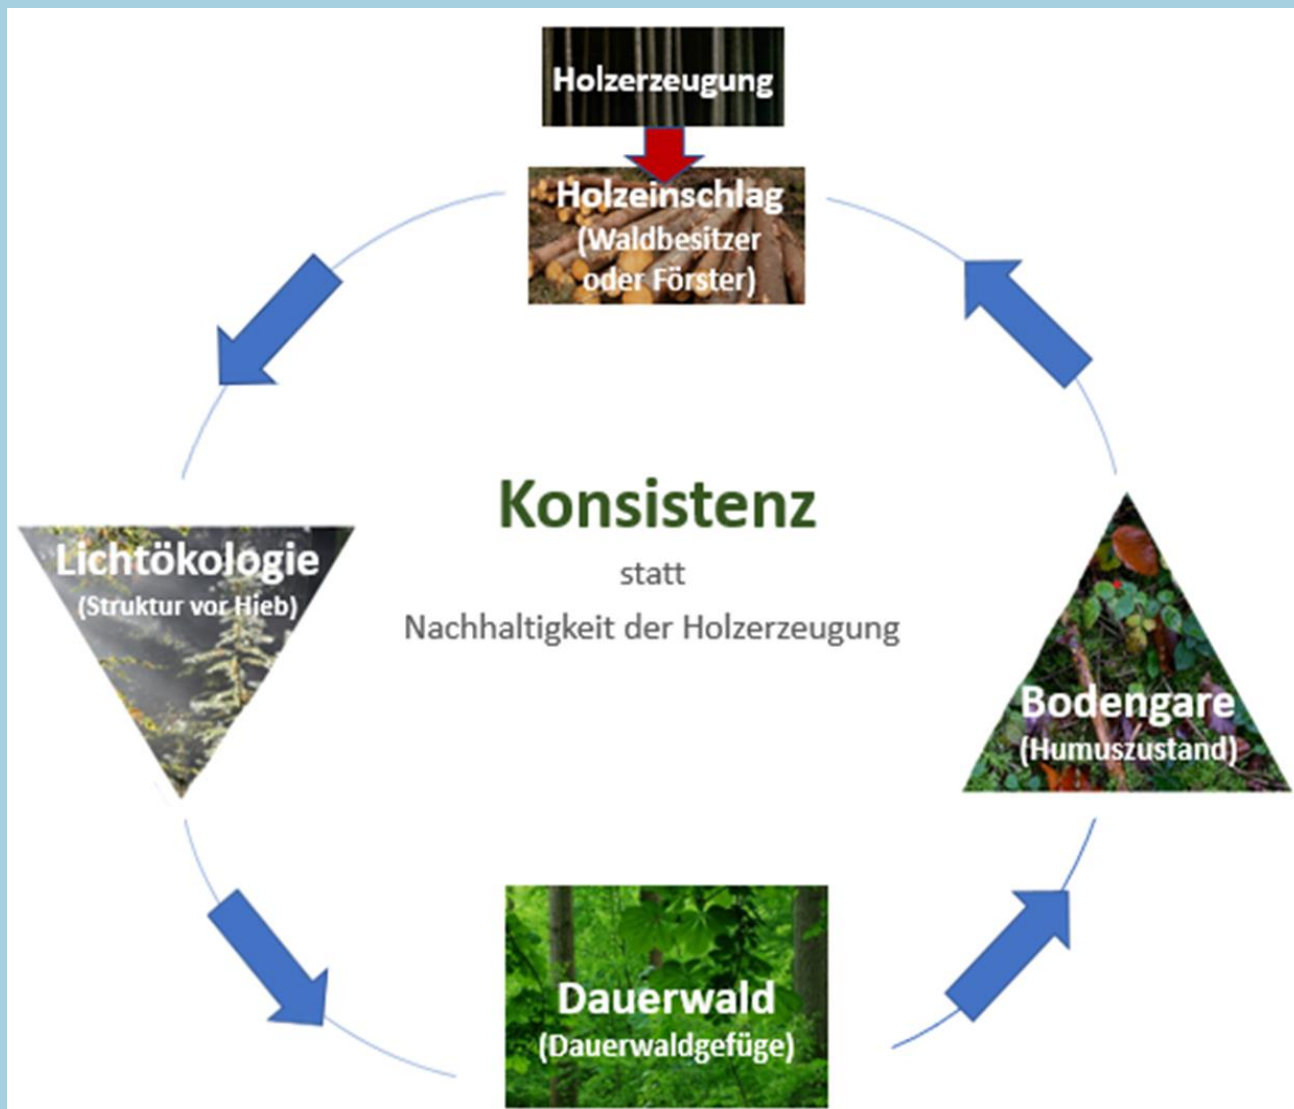 Holzerzeugung
Holzeinschlag
(Waldbesitzer
oder Förster)
Konsistenz
statt
Nachhaltigkeit der Holzerzeugung
Lichtökologie
(Struktur vor Hieb)
Bodengare
(Humuszustand)
Dauerwald
(Dauerwaldgefüge)